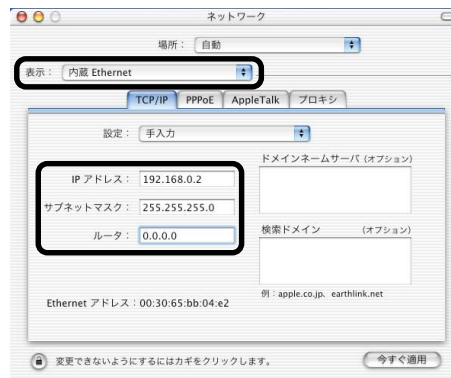 ネットワーク
場所： 自動
表示： 内蔵 Ethernet
TCP/IP PPPoE AppleTalk プロキシ
設定： 手入力
ドメインネームサーバ (オプション)
IP アドレス： 192.168.0.2
サブネットマスク： 255.255.255.0
ルータ： 0.0.0.0
検索ドメイン (オプション)
例：apple.co.jp、earthlink.net
Ethernet アドレス：00:30:65:bb:04:e2
変更できないようにするにはカギをクリックします。
今すぐ適用